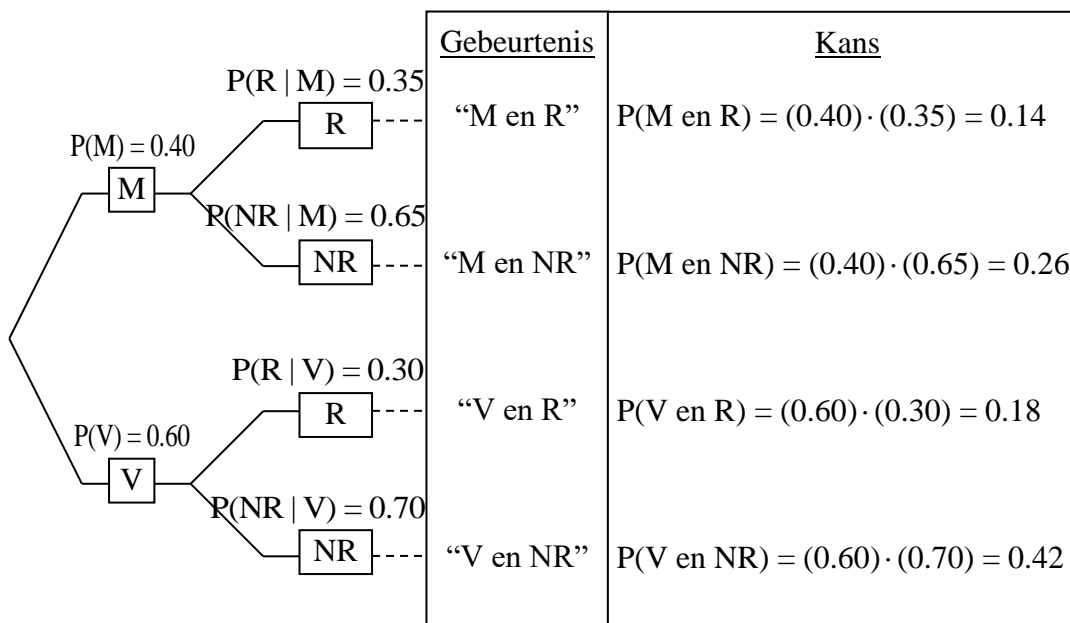 Gebeurtenis Kans
P(R | M) = 0.35
R “M en R” P(M en R) = (0.40)·(0.35) = 0.14
P(M) = 0.40
M
P(NR | M) = 0.65
NR “M en NR” P(M en NR) = (0.40)·(0.65) = 0.26
P(R | V) = 0.30
R “V en R” P(V en R) = (0.60)·(0.30) = 0.18
P(V) = 0.60
V
P(NR | V) = 0.70
NR “V en NR” P(V en NR) = (0.60)·(0.70) = 0.42